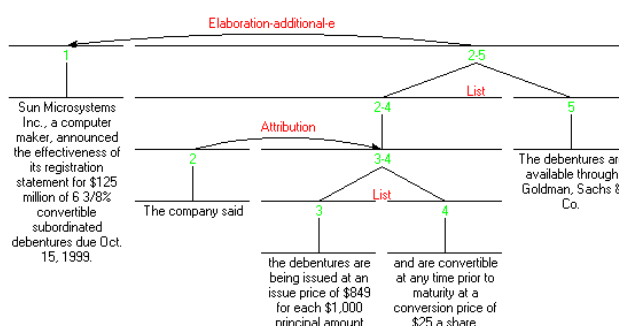 Elaboration-additional-e
1
2-5
List
Sun Microsystems
Inc., a computer
maker, announced
the effectiveness of
its registration
statement for $125
million of 6 3/8%
convertible
subordinated
debentures due Oct.
15, 1999.
2-4
5
Attribution
The debentures are
available through
Goldman, Sachs &
Co.
2
3-4
The company said
List
3
4
the debentures are
being issued at an
issue price of $849
for each $1,000
principal amount
and are convertible
at any time prior to
maturity at a
conversion price of
$25 a share